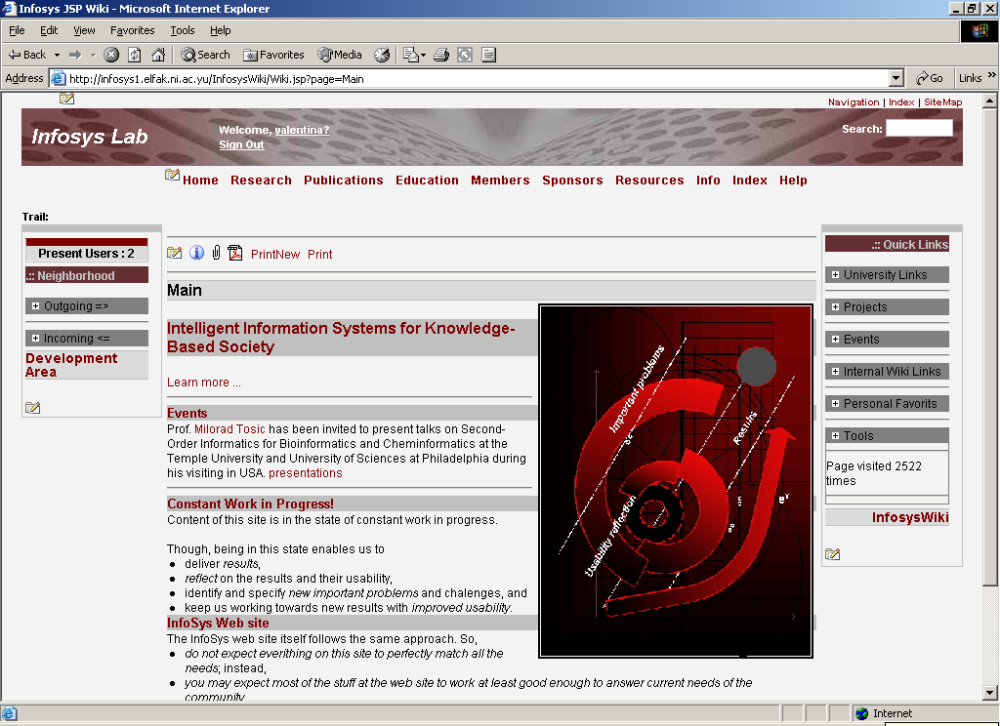 Infosys JSP Wiki - Microsoft Internet Explorer
File Edit View Favorites Tools Help
Back Search Favorites Media
Address http://infosys1.elfak.ni.ac.yu/InfosysWiki/Wiki.jsp?page=Main Go Links »
Navigation | Index | SiteMap
Infosys Lab
Welcome, valentina?
Sign Out
Search:
Home Research Publications Education Members Sponsors Resources Info Index Help
Trail:
Present Users : 2
.:: Neighborhood
Outgoing =>
Incoming <=
Development
Area
PrintNew Print
Main
Intelligent Information Systems for Knowledge-
Based Society
Learn more ...
Events
Prof. Milorad Tosic has been invited to present talks on Second-
Order Informatics for Bioinformatics and Cheminformatics at the
Temple University and University of Sciences at Philadelphia during
his visiting in USA. presentations
Constant Work in Progress!
Content of this site is in the state of constant work in progress.
Though, being in this state enables us to
● deliver results,
● reflect on the results and their usability,
● identify and specify new important problems and chalenges, and
● keep us working towards new results with improved usability.
InfoSys Web site
The InfoSys web site itself follows the same approach. So,
● do not expect everithing on this site to perfectly match all the
needs; instead,
● you may expect most of the stuff at the web site to work at least good enough to answer current needs of the
community
Important problems
Results
Usability reflection
.:: Quick Links
University Links
Projects
Events
Internal Wiki Links
Personal Favorits
Tools
Page visited 2522
times
InfosysWiki
Internet